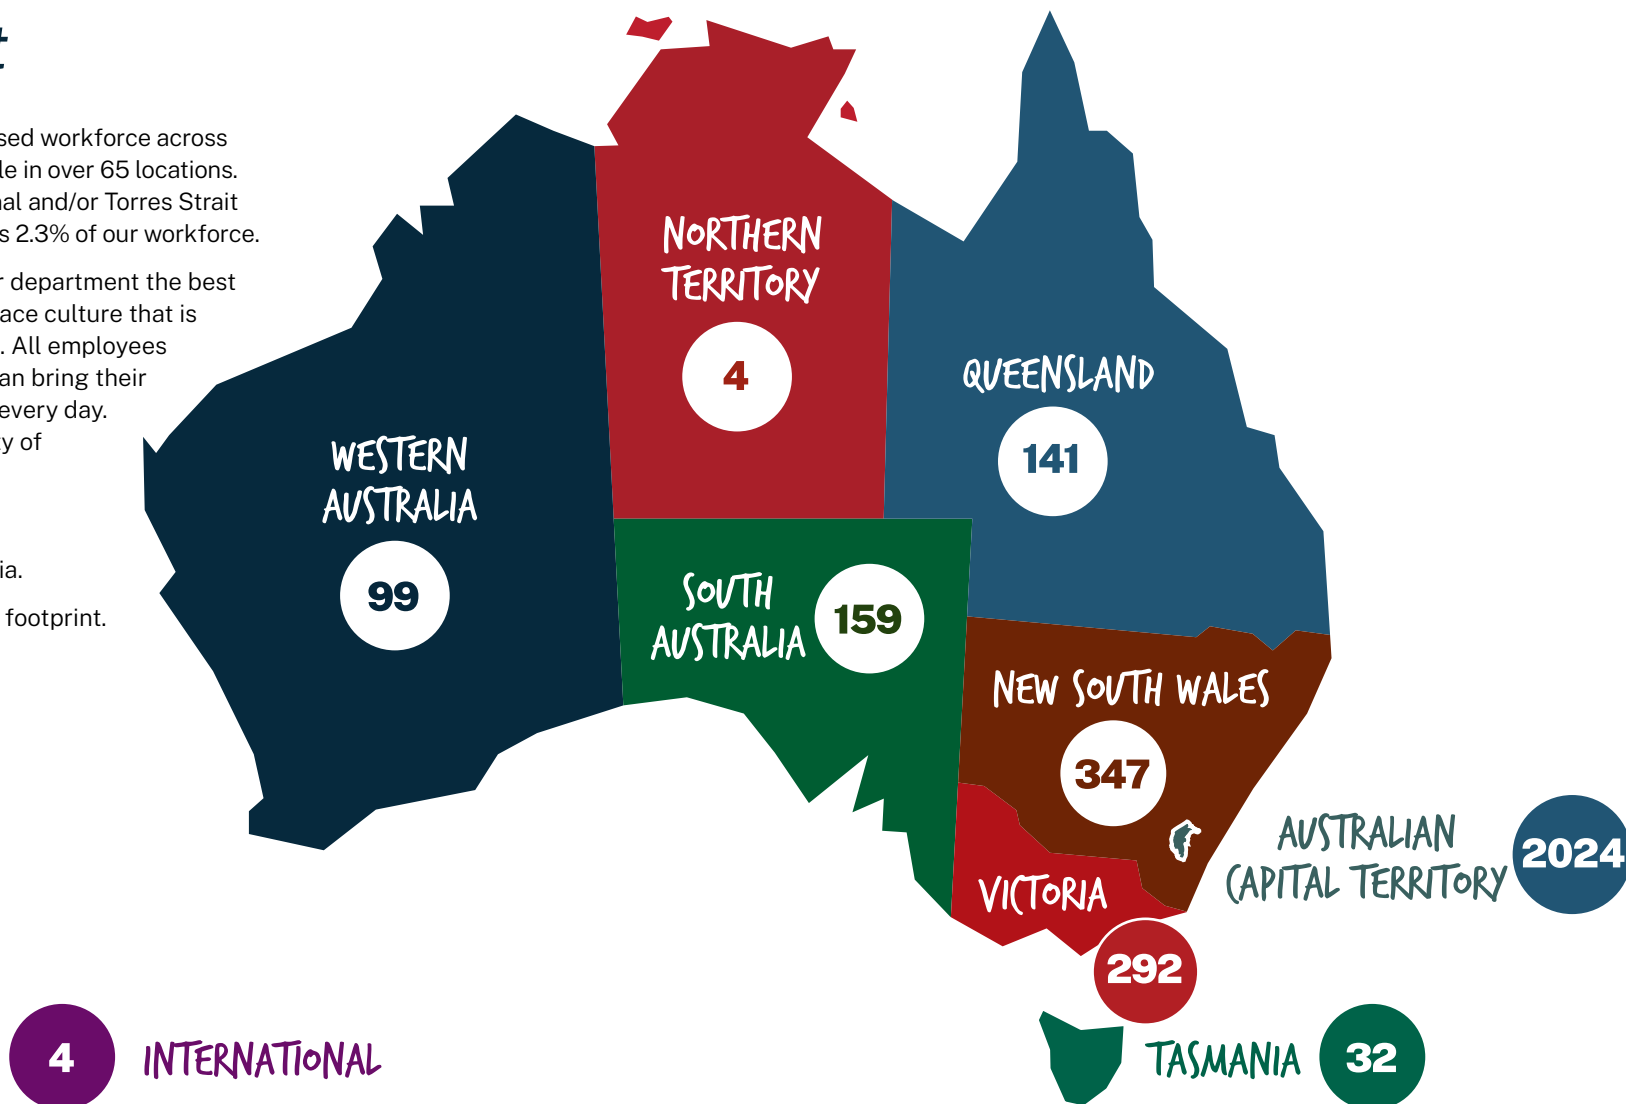 t
sed workforce across
le in over 65 locations.
nal and/or Torres Strait
s 2.3% of our workforce.
r department the best
ace culture that is
. All employees
an bring their
every day.
y of
ia.
footprint.
NORTHERN
TERRITORY
4
QUEENSLAND
141
WESTERN
AUSTRALIA
99
SOUTH
AUSTRALIA
159
NEW SOUTH WALES
347
AUSTRALIAN
CAPITAL TERRITORY
2024
VICTORIA
292
4 INTERNATIONAL
TASMANIA 32